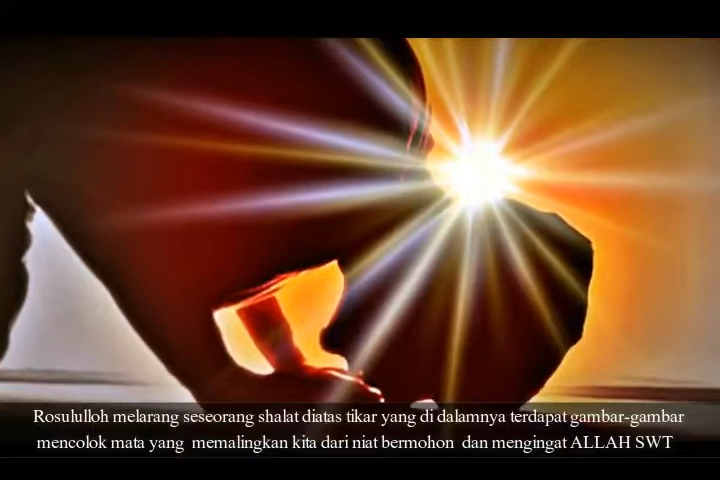 Rosululloh melarang seseorang shalat diatas tikar yang di dalamnya terdapat gambar-gambar
mencolok mata yang memalingkan kita dari niat bermohon dan mengingat ALLAH SWT